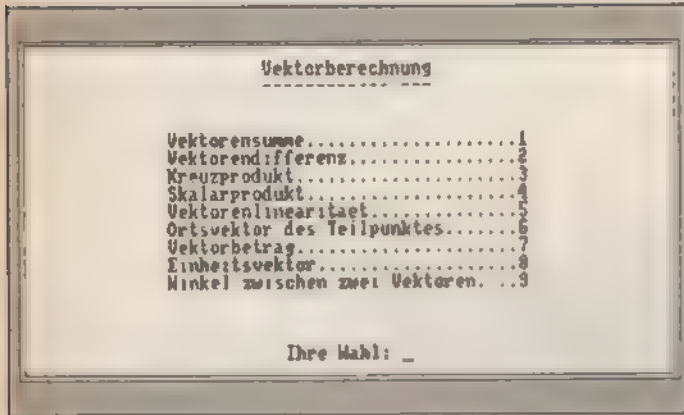 Vektorberechnung
Vektorensumme.....................1
Vektorendifferenz.................2
Kreuzprodukt......................3
Skalarprodukt.....................4
Vektorenlinearitaet...............5
Ortsvektor des Teilpunktes.......6
Vektorbetrag......................7
Einheitsvektor....................8
Winkel zwischen zwei Vektoren. ..9
Ihre Wahl: _